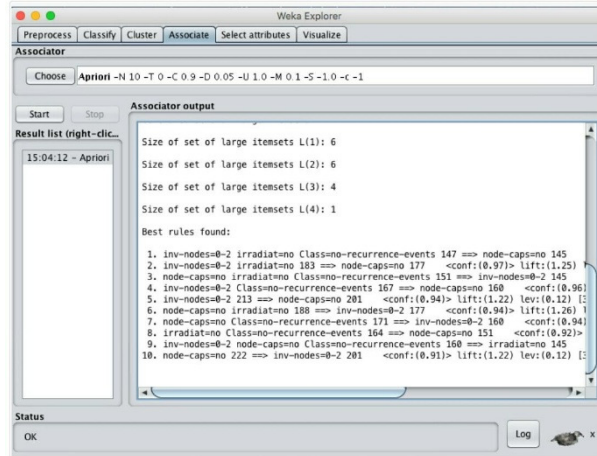 Weka Explorer
Preprocess Classify Cluster Associate Select attributes Visualize
Associator
Choose Apriori -N 10 -T 0 -C 0.9 -D 0.05 -U 1.0 -M 0.1 -S -1.0 -c -1
Start Stop
Result list (right-clic...
15:04:12 - Apriori
Associator output
Size of set of large itemsets L(1): 6
Size of set of large itemsets L(2): 6
Size of set of large itemsets L(3): 4
Size of set of large itemsets L(4): 1
Best rules found:
1. inv-nodes=0-2 irradiat=no Class=no-recurrence-events 147 ==> node-caps=no 145
2. inv-nodes=0-2 irradiat=no 183 ==> node-caps=no 177 <conf:(0.97)> lift:(1.25)
3. node-caps=no irradiat=no Class=no-recurrence-events 151 ==> inv-nodes=0-2 145
4. inv-nodes=0-2 Class=no-recurrence-events 167 ==> node-caps=no 160 <conf:(0.96)
5. inv-nodes=0-2 213 ==> node-caps=no 201 <conf:(0.94)> lift:(1.22) lev:(0.12) [3
6. node-caps=no irradiat=no 188 ==> inv-nodes=0-2 177 <conf:(0.94)> lift:(1.26)
7. node-caps=no Class=no-recurrence-events 171 ==> inv-nodes=0-2 160 <conf:(0.94)
8. irradiat=no Class=no-recurrence-events 164 ==> node-caps=no 151 <conf:(0.92)>
9. inv-nodes=0-2 node-caps=no Class=no-recurrence-events 160 ==> irradiat=no 145
10. node-caps=no 222 ==> inv-nodes=0-2 201 <conf:(0.91)> lift:(1.22) lev:(0.12) [3
Status
OK
Log
x